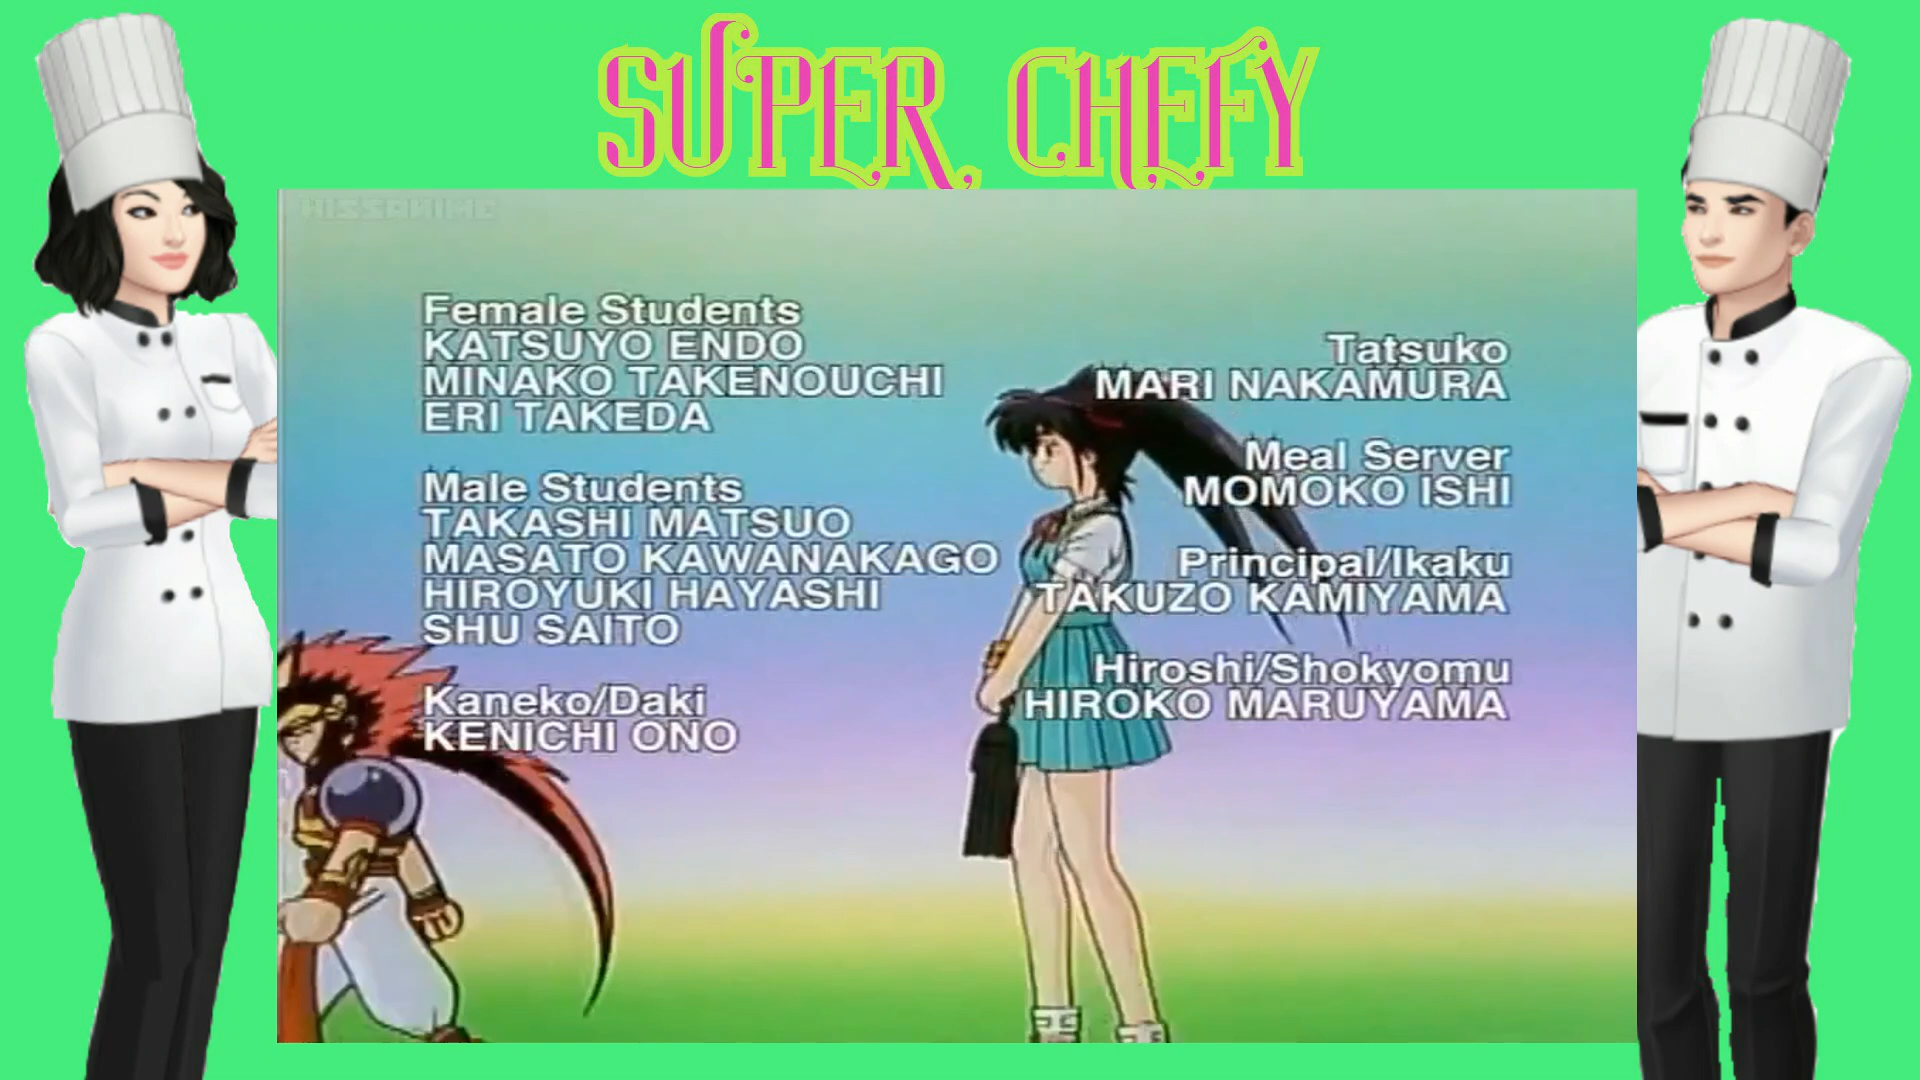 SUPER CHEFY
KISSANIME
Female Students
KATSUYO ENDO
MINAKO TAKENOUCHI
ERI TAKEDA
Male Students
TAKASHI MATSUO
MASATO KAWANAKAGO
HIROYUKI HAYASHI
SHU SAITO
Kaneko/Daki
KENICHI ONO
Tatsuko
MARI NAKAMURA
Meal Server
MOMOKO ISHI
Principal/Ikaku
TAKUZO KAMIYAMA
Hiroshi/Shokyomu
HIROKO MARUYAMA